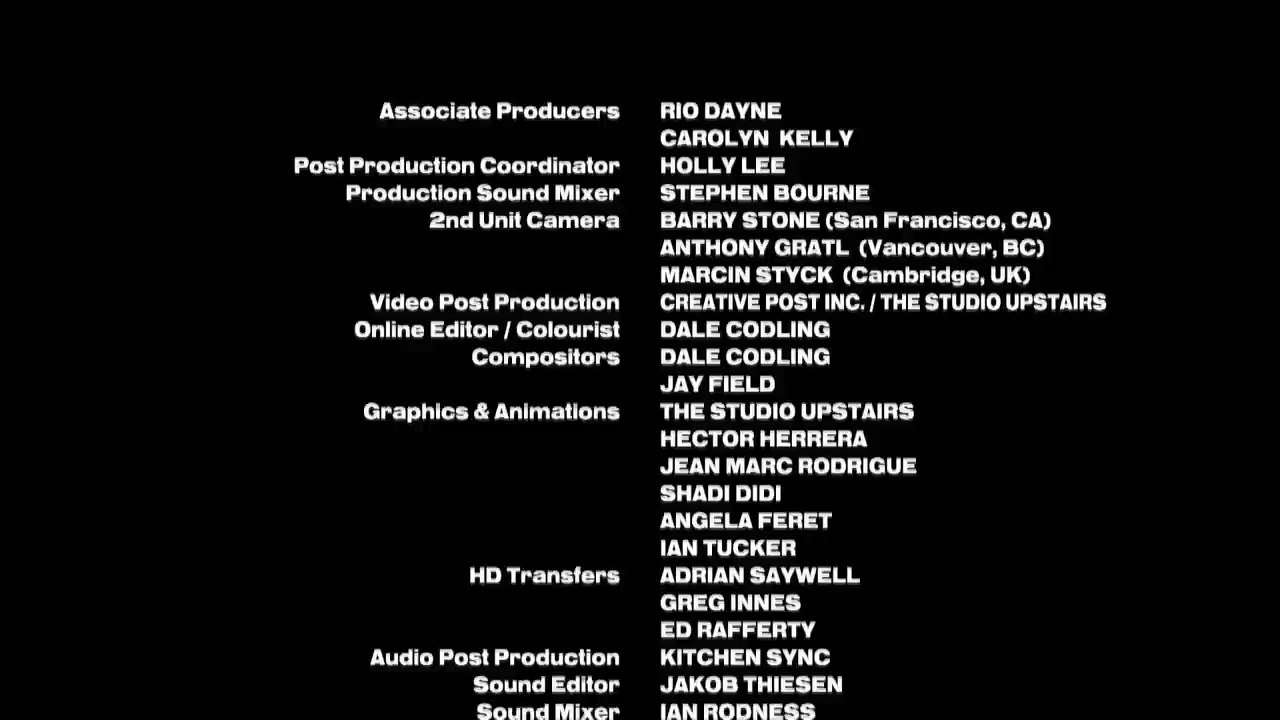 Associate Producers RIO DAYNE
CAROLYN KELLY
Post Production Coordinator HOLLY LEE
Production Sound Mixer STEPHEN BOURNE
2nd Unit Camera BARRY STONE (San Francisco, CA)
ANTHONY GRATL (Vancouver, BC)
MARCIN STYCK (Cambridge, UK)
Video Post Production CREATIVE POST INC. / THE STUDIO UPSTAIRS
Online Editor / Colourist DALE CODLING
Compositors DALE CODLING
JAY FIELD
Graphics & Animations THE STUDIO UPSTAIRS
HECTOR HERRERA
JEAN MARC RODRIGUE
SHADI DIDI
ANGELA FERET
IAN TUCKER
HD Transfers ADRIAN SAYWELL
GREG INNES
ED RAFFERTY
Audio Post Production KITCHEN SYNC
Sound Editor JAKOB THIESEN
Sound Mixer IAN RODNESS